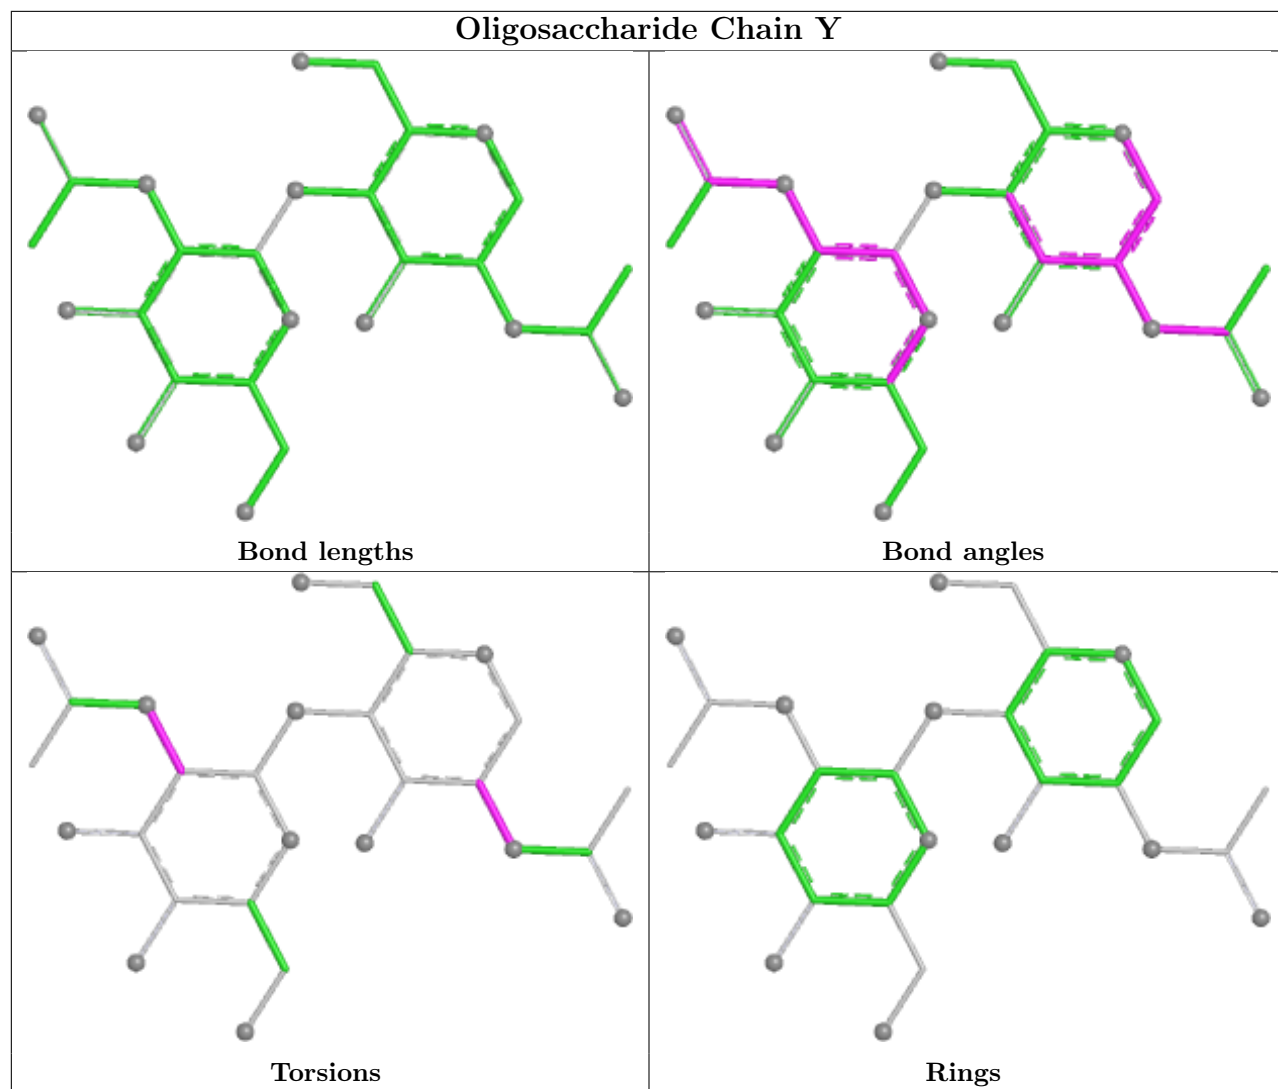 Oligosaccharide Chain Y
Bond lengths
Bond angles
Torsions
Rings